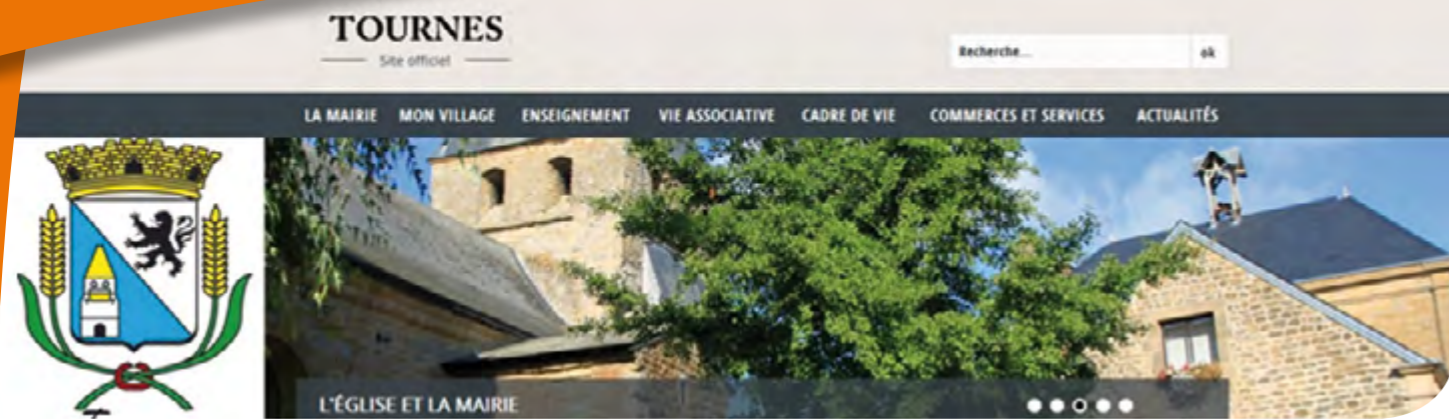 TOURNES
Site officiel
Recherche... ok
LA MAIRIE MON VILLAGE ENSEIGNEMENT VIE ASSOCIATIVE CADRE DE VIE COMMERCES ET SERVICES ACTUALITÉS
L'ÉGLISE ET LA MAIRIE